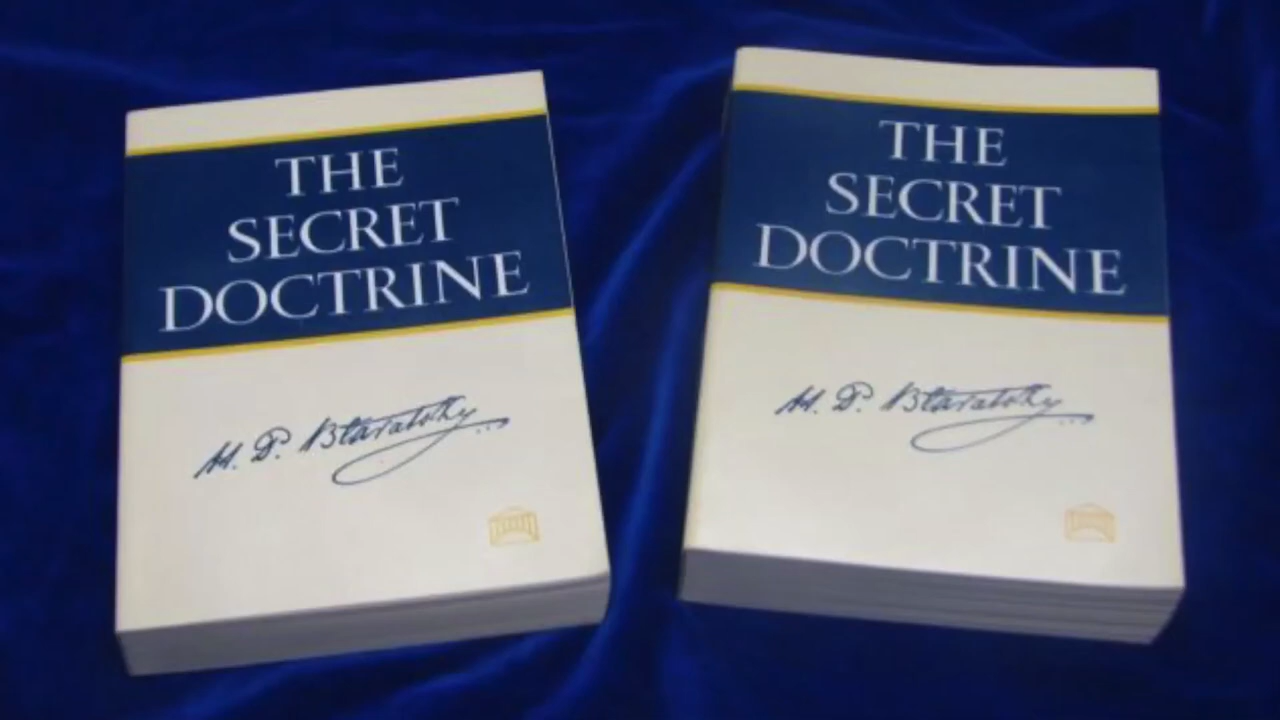 THE
SECRET
DOCTRINE
H. P. Blavatsky
THE
SECRET
DOCTRINE
H. P. Blavatsky